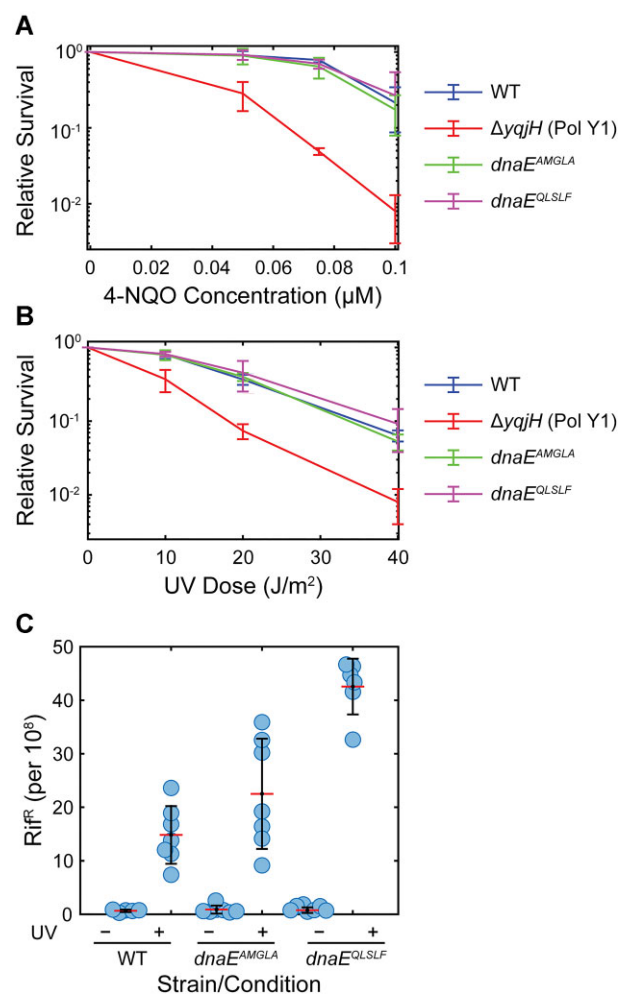 A
Relative Survival
10⁰
10⁻¹
10⁻²
0
0.02
0.04
0.06
0.08
0.1
4-NQO Concentration (µM)
WT
ΔyqjH (Pol Y1)
dnaE^AMGLA
dnaE^QLSLF
B
Relative Survival
10⁰
10⁻¹
10⁻²
0
10
20
30
40
UV Dose (J/m²)
WT
ΔyqjH (Pol Y1)
dnaE^AMGLA
dnaE^QLSLF
C
Rif^R (per 10⁸)
50
40
30
20
10
0
UV – + – + – +
WT dnaE^AMGLA dnaE^QLSLF
Strain/Condition